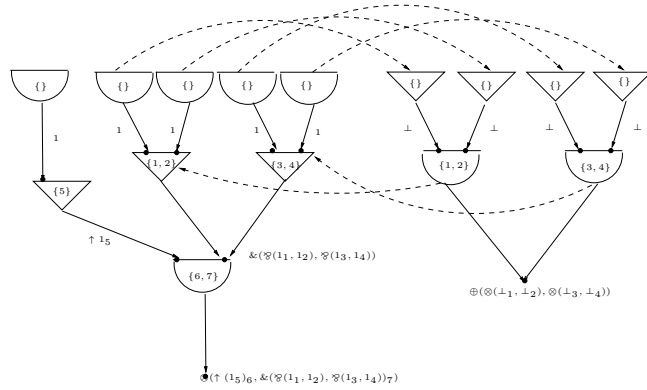 {} {} {} {} {} {} {} {} {}
1 1 1 1 1 ⊥ ⊥ ⊥ ⊥
{1, 2} {3, 4} {1, 2} {3, 4}
{5}
↑ 1₅
&(⅋(1₁, 1₂), ⅋(1₃, 1₄))
{6, 7}
⊕(⊗(⊥₁, ⊥₂), ⊗(⊥₃, ⊥₄))
(↑ (1₅)₆, &(⅋(1₁, 1₂), ⅋(1₃, 1₄))₇)